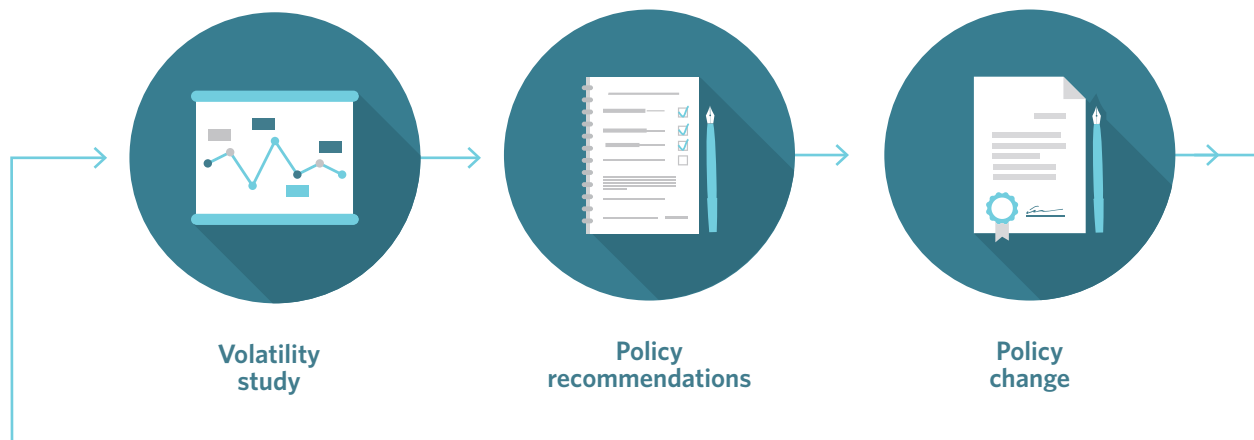 Volatility
study
Policy
recommendations
Policy
change